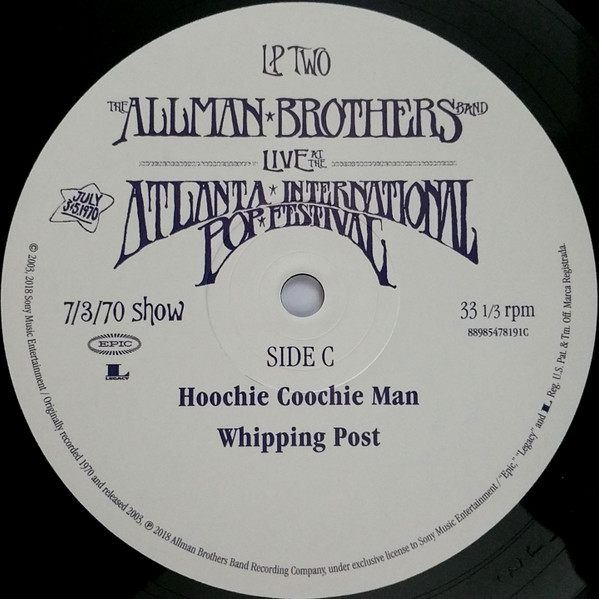 LP TWO
THE ALLMAN★BROTHERS BAND
LIVE AT THE
ATLANTA★INTERNATIONAL
POP★FESTIVAL
JULY
3•5,1970
7/3/70 show
33 1/3 rpm
EPIC
88985478191C
L
LEGACY
SIDE C
Hoochie Coochie Man
Whipping Post
© 2003, 2018 Sony Music Entertainment / Originally recorded 1970 and released 2003, ℗ 2018 Allman Brothers Band Recording Company, under exclusive license to Sony Music Entertainment / "Epic," "Legacy" and L Reg. U.S. Pat. & Tm. Off. Marca Registrada.